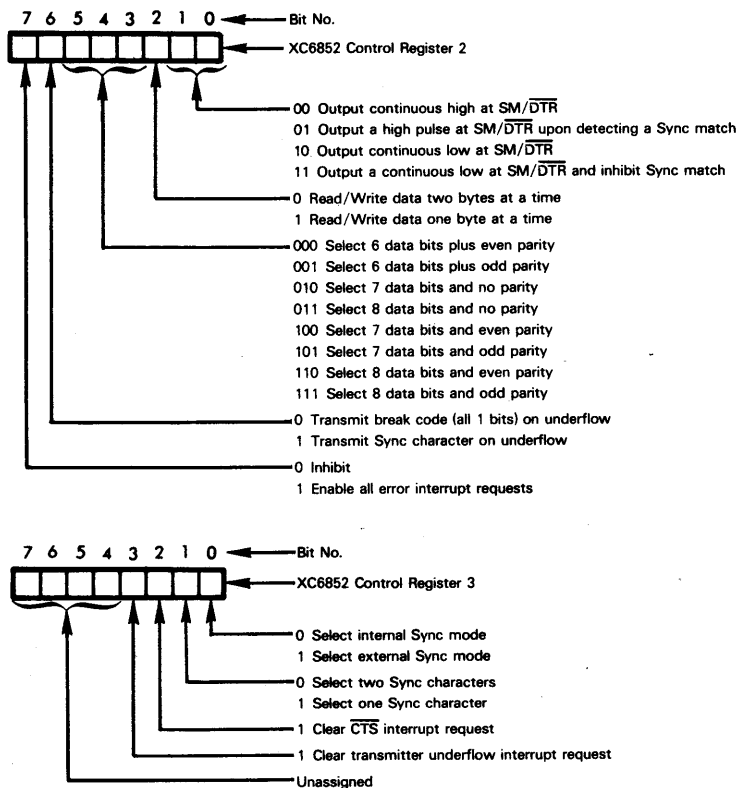 7 6 5 4 3 2 1 0 Bit No.
XC6852 Control Register 2
00 Output continuous high at SM/D̅T̅R̅
01 Output a high pulse at SM/D̅T̅R̅ upon detecting a Sync match
10 Output continuous low at SM/D̅T̅R̅
11 Output a continuous low at SM/D̅T̅R̅ and inhibit Sync match
0 Read/Write data two bytes at a time
1 Read/Write data one byte at a time
000 Select 6 data bits plus even parity
001 Select 6 data bits plus odd parity
010 Select 7 data bits and no parity
011 Select 8 data bits and no parity
100 Select 7 data bits and even parity
101 Select 7 data bits and odd parity
110 Select 8 data bits and even parity
111 Select 8 data bits and odd parity
0 Transmit break code (all 1 bits) on underflow
1 Transmit Sync character on underflow
0 Inhibit
1 Enable all error interrupt requests
7 6 5 4 3 2 1 0 Bit No.
XC6852 Control Register 3
0 Select internal Sync mode
1 Select external Sync mode
0 Select two Sync characters
1 Select one Sync character
1 Clear C̅T̅S̅ interrupt request
1 Clear transmitter underflow interrupt request
Unassigned